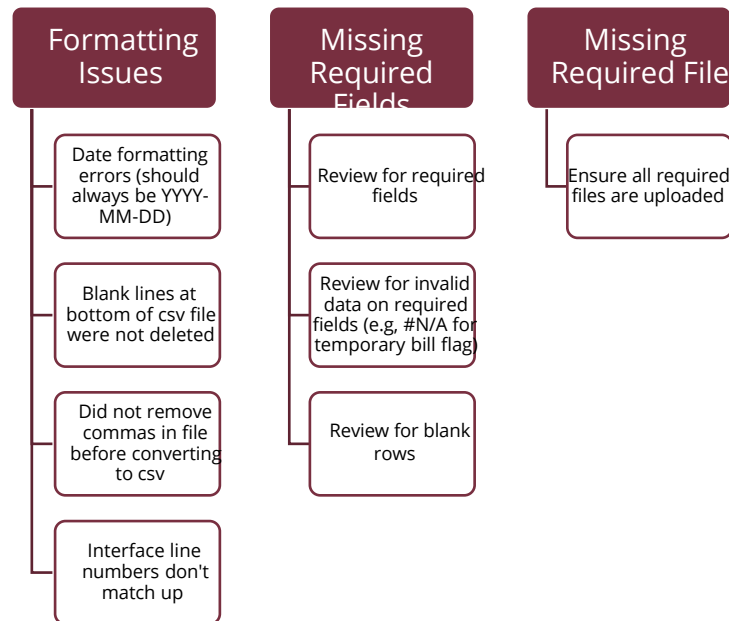 Formatting
Issues
Date formatting
errors (should
always be YYYY-
MM-DD)
Blank lines at
bottom of csv file
were not deleted
Did not remove
commas in file
before converting
to csv
Interface line
numbers don't
match up
Missing
Required
Fields
Review for required
fields
Review for invalid
data on required
fields (e.g, #N/A for
temporary bill flag)
Review for blank
rows
Missing
Required File
Ensure all required
files are uploaded